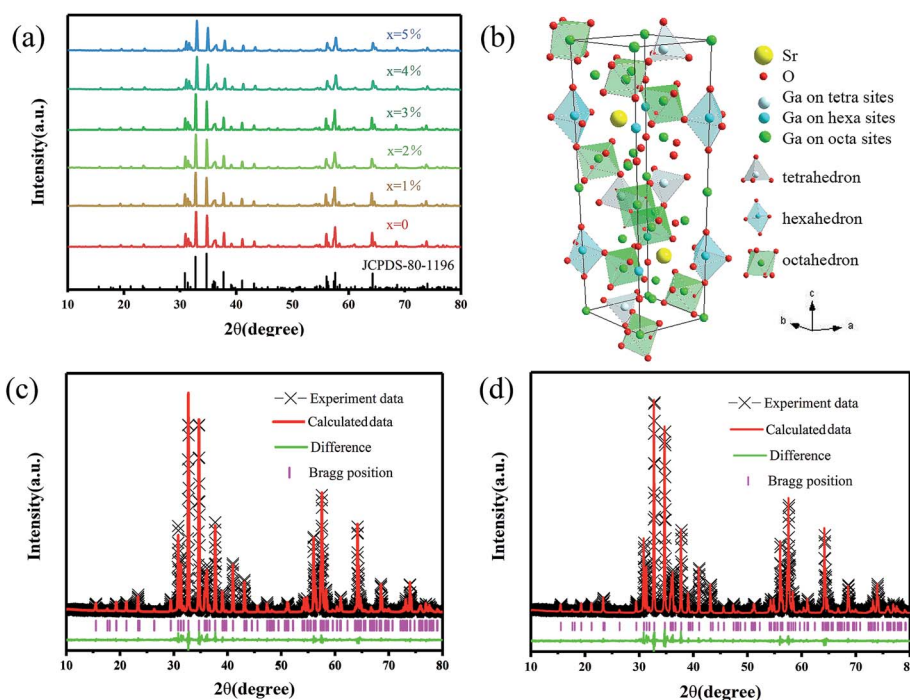 (a)
Intensity(a.u.)
x=5%
x=4%
x=3%
x=2%
x=1%
x=0
JCPDS-80-1196
10 20 30 40 50 60 70 80
2θ(degree)
(b)
Sr
O
Ga on tetra sites
Ga on hexa sites
Ga on octa sites
tetrahedron
hexahedron
octahedron
c
b
a
(c)
Intensity(a.u.)
Experiment data
Calculated data
Difference
Bragg position
10 20 30 40 50 60 70 80
2θ(degree)
(d)
Intensity(a.u.)
Experiment data
Calculated data
Difference
Bragg position
10 20 30 40 50 60 70 80
2θ(degree)